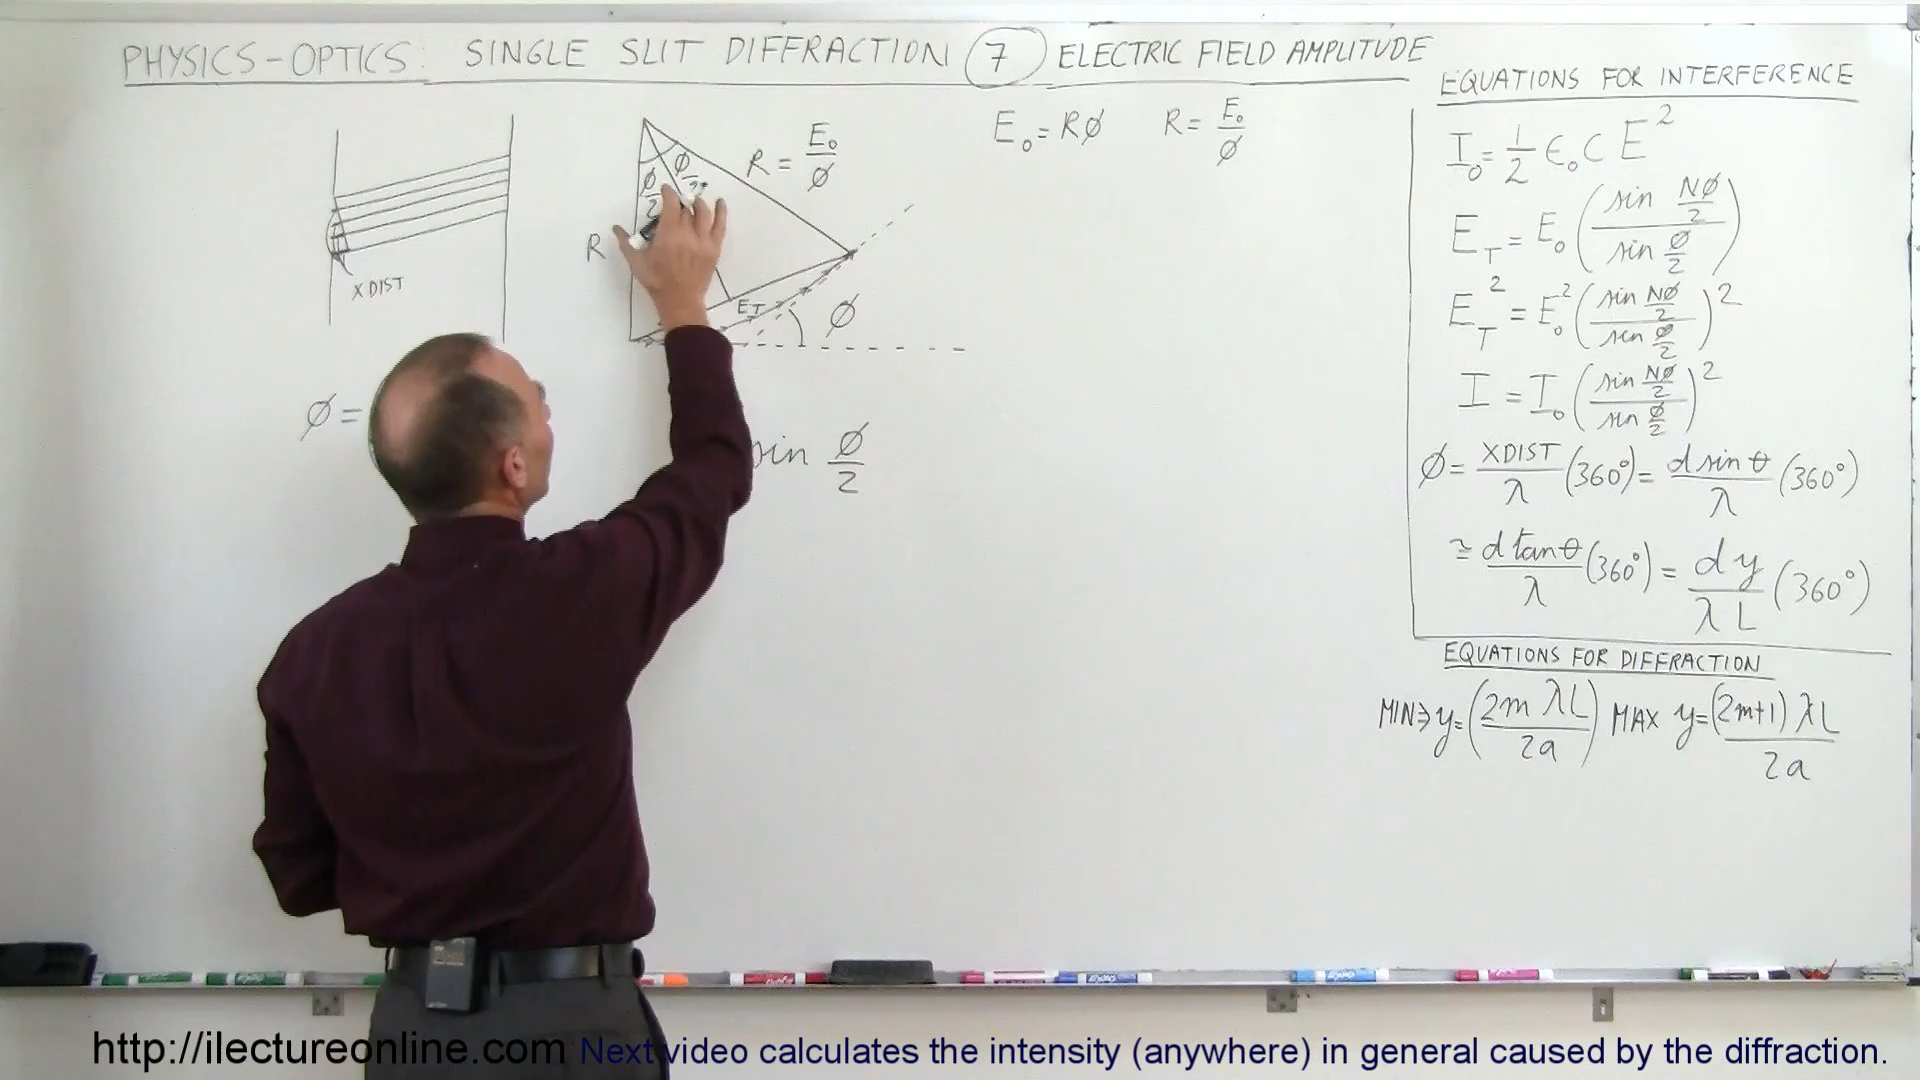 PHYSICS-OPTICS: SINGLE SLIT DIFFRACTION 7 ELECTRIC FIELD AMPLITUDE
X DIST
R
ø/2 ø/2
R = E₀/ø
E_T
ø
E₀ = Rø R = E₀/ø
ø =
sin ø/2
EQUATIONS FOR INTERFERENCE
I₀ = 1/2 ϵ₀ C E²
E_T = E₀ (sin Nø/2 / sin ø/2)
E_T² = E₀² (sin Nø/2 / sin ø/2)²
I = I₀ (sin Nø/2 / sin ø/2)²
ø = XDIST/λ (360°) = d sin θ/λ (360°)
≅ d tan θ/λ (360°) = d y/λ L (360°)
EQUATIONS FOR DIFFRACTION
MIN ⇒ y = (2m λL/2a) MAX y = (2m+1) λL/2a
http://ilectureonline.com Next video calculates the intensity (anywhere) in general caused by the diffraction.